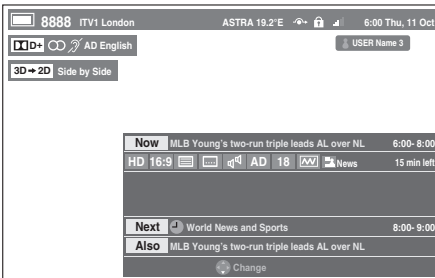 8888 ITV1 London ASTRA 19.2°E 6:00 Thu, 11 Oct
D+ AD English USER Name 3
3D➔2D Side by Side
Now MLB Young's two-run triple leads AL over NL 6:00- 8:00
HD 16:9 AD 18 News 15 min left
Next World News and Sports 8:00- 9:00
Also MLB Young's two-run triple leads AL over NL
Change